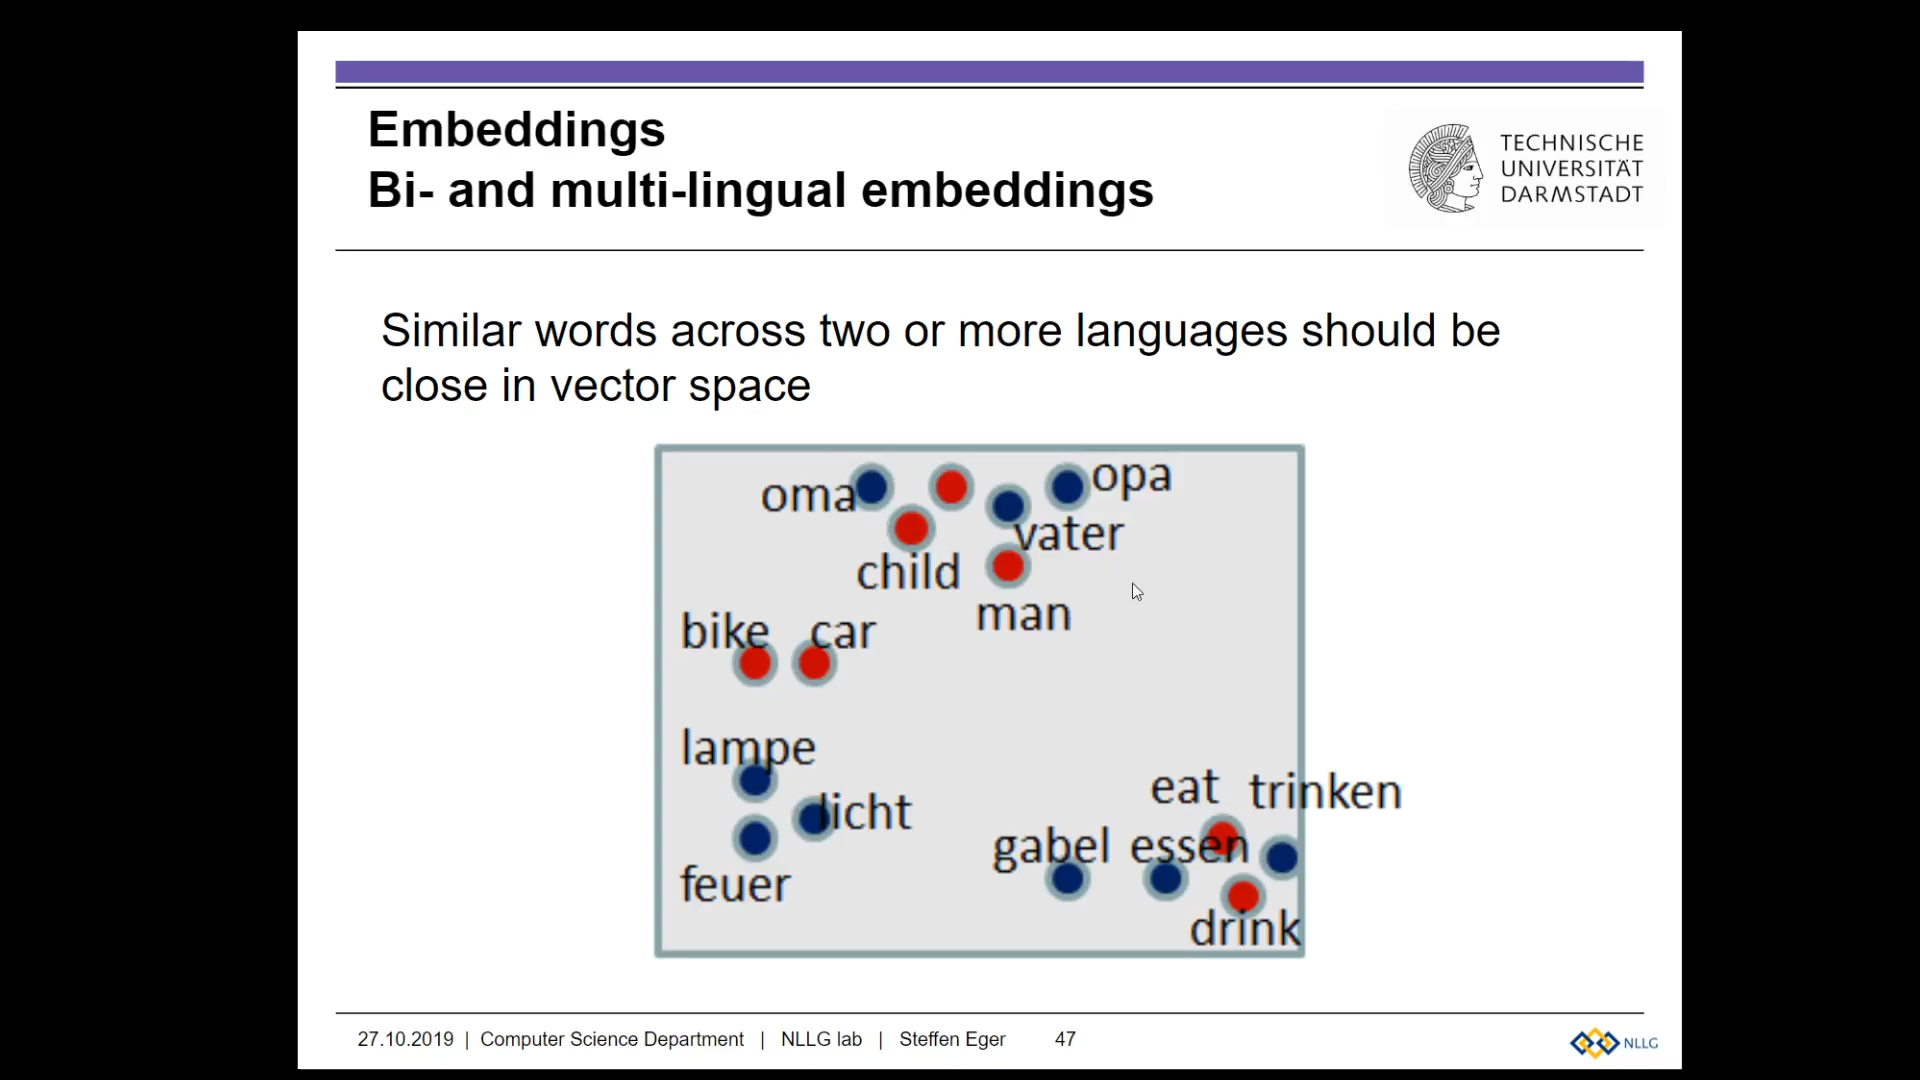 Embeddings
Bi- and multi-lingual embeddings
TECHNISCHE
UNIVERSITÄT
DARMSTADT
Similar words across two or more languages should be
close in vector space
oma
opa
vater
child
man
bike
car
lampe
licht
feuer
eat
trinken
gabel
essen
drink
27.10.2019 | Computer Science Department | NLLG lab | Steffen Eger 47
NLLG